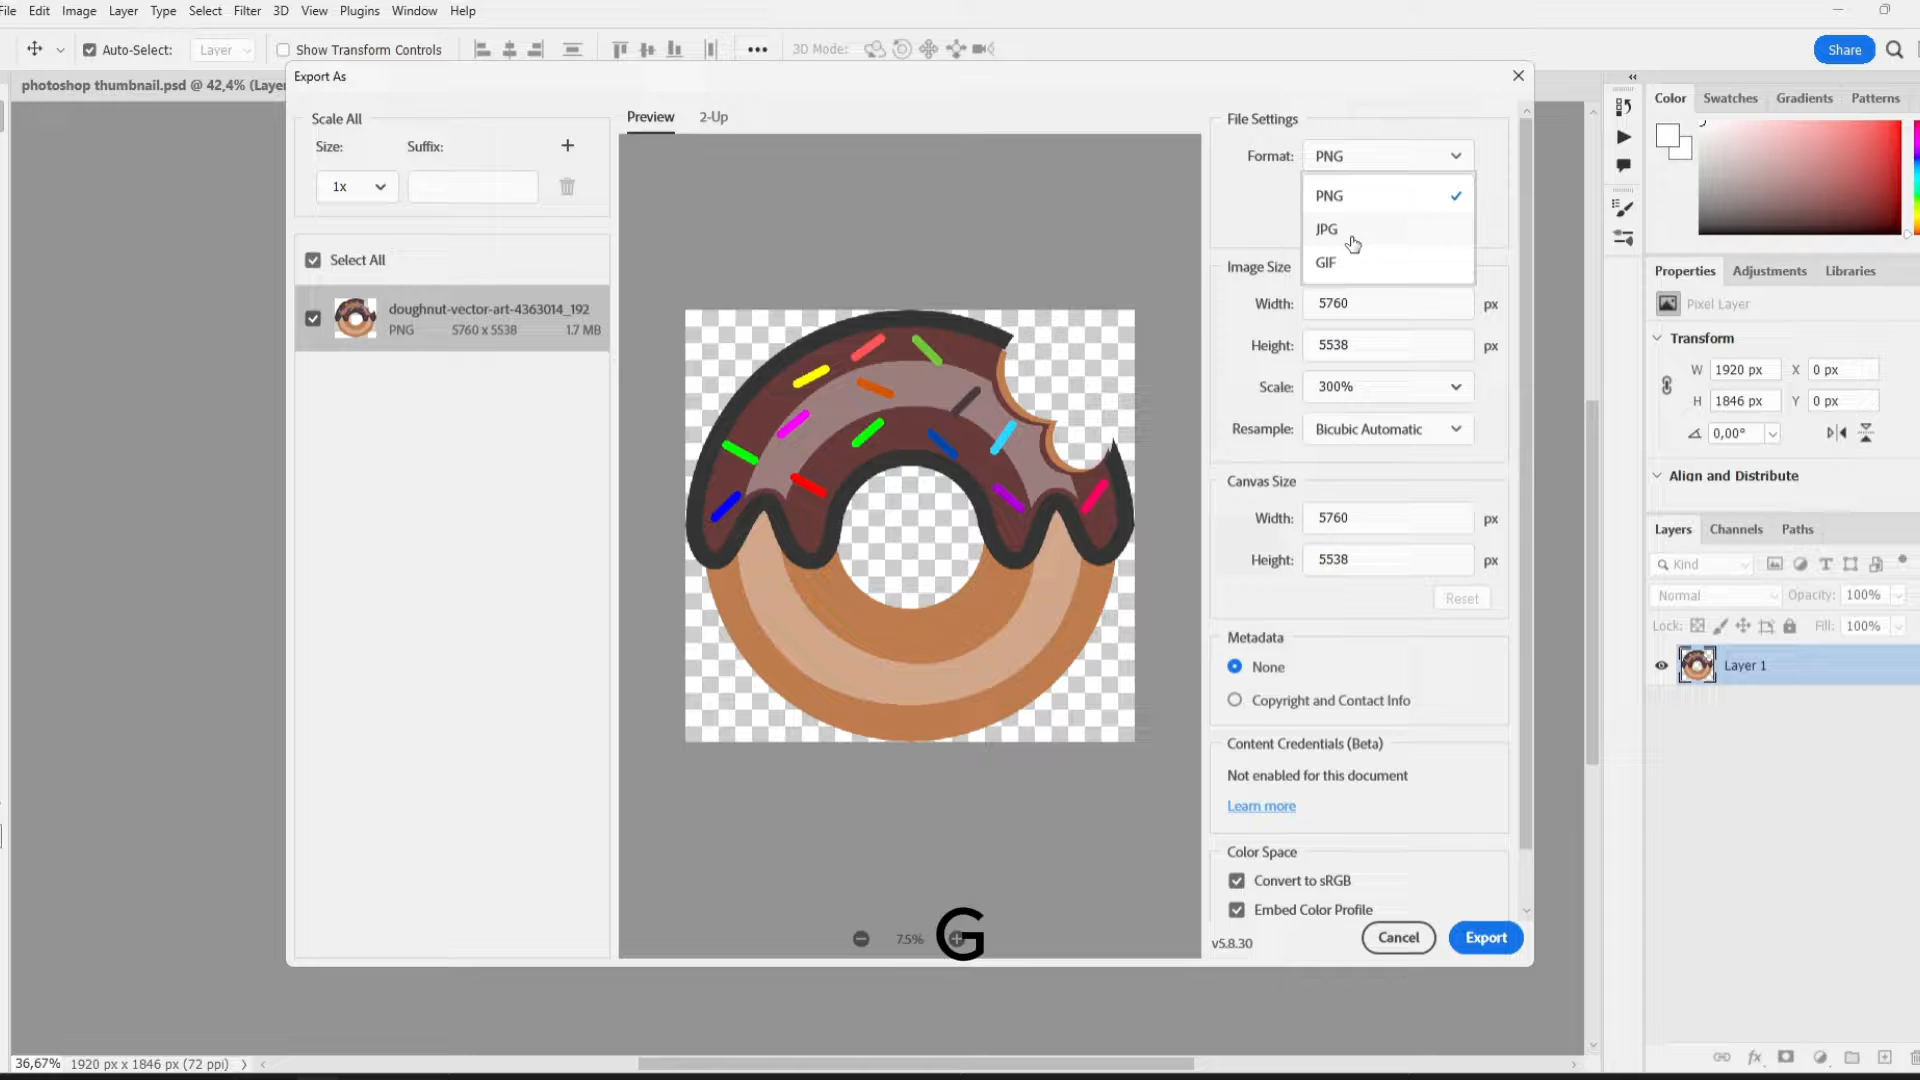 File Edit Image Layer Type Select Filter 3D View Plugins Window Help
Auto-Select: Layer Show Transform Controls 3D Mode: Share
photoshop thumbnail.psd @ 42,4% (Layer
Export As
Scale All
Size: Suffix:
1x
Select All
doughnut-vector-art-4363014_192
PNG 5760 x 5538 1.7 MB
Preview 2-Up
7.5%
G
File Settings
Format: PNG
PNG
JPG
GIF
Image Size
Width: 5760 px
Height: 5538 px
Scale: 300%
Resample: Bicubic Automatic
Canvas Size
Width: 5760 px
Height: 5538 px
Reset
Metadata
None
Copyright and Contact Info
Content Credentials (Beta)
Not enabled for this document
Learn more
Color Space
Convert to sRGB
Embed Color Profile
v5.8.30 Cancel Export
Color Swatches Gradients Patterns
Properties Adjustments Libraries
Pixel Layer
Transform
W 1920 px X 0 px
H 1846 px Y 0 px
0,00°
Align and Distribute
Layers Channels Paths
Kind
Normal Opacity: 100%
Lock: Fill: 100%
Layer 1
36,67% 1920 px x 1846 px (72 ppi)